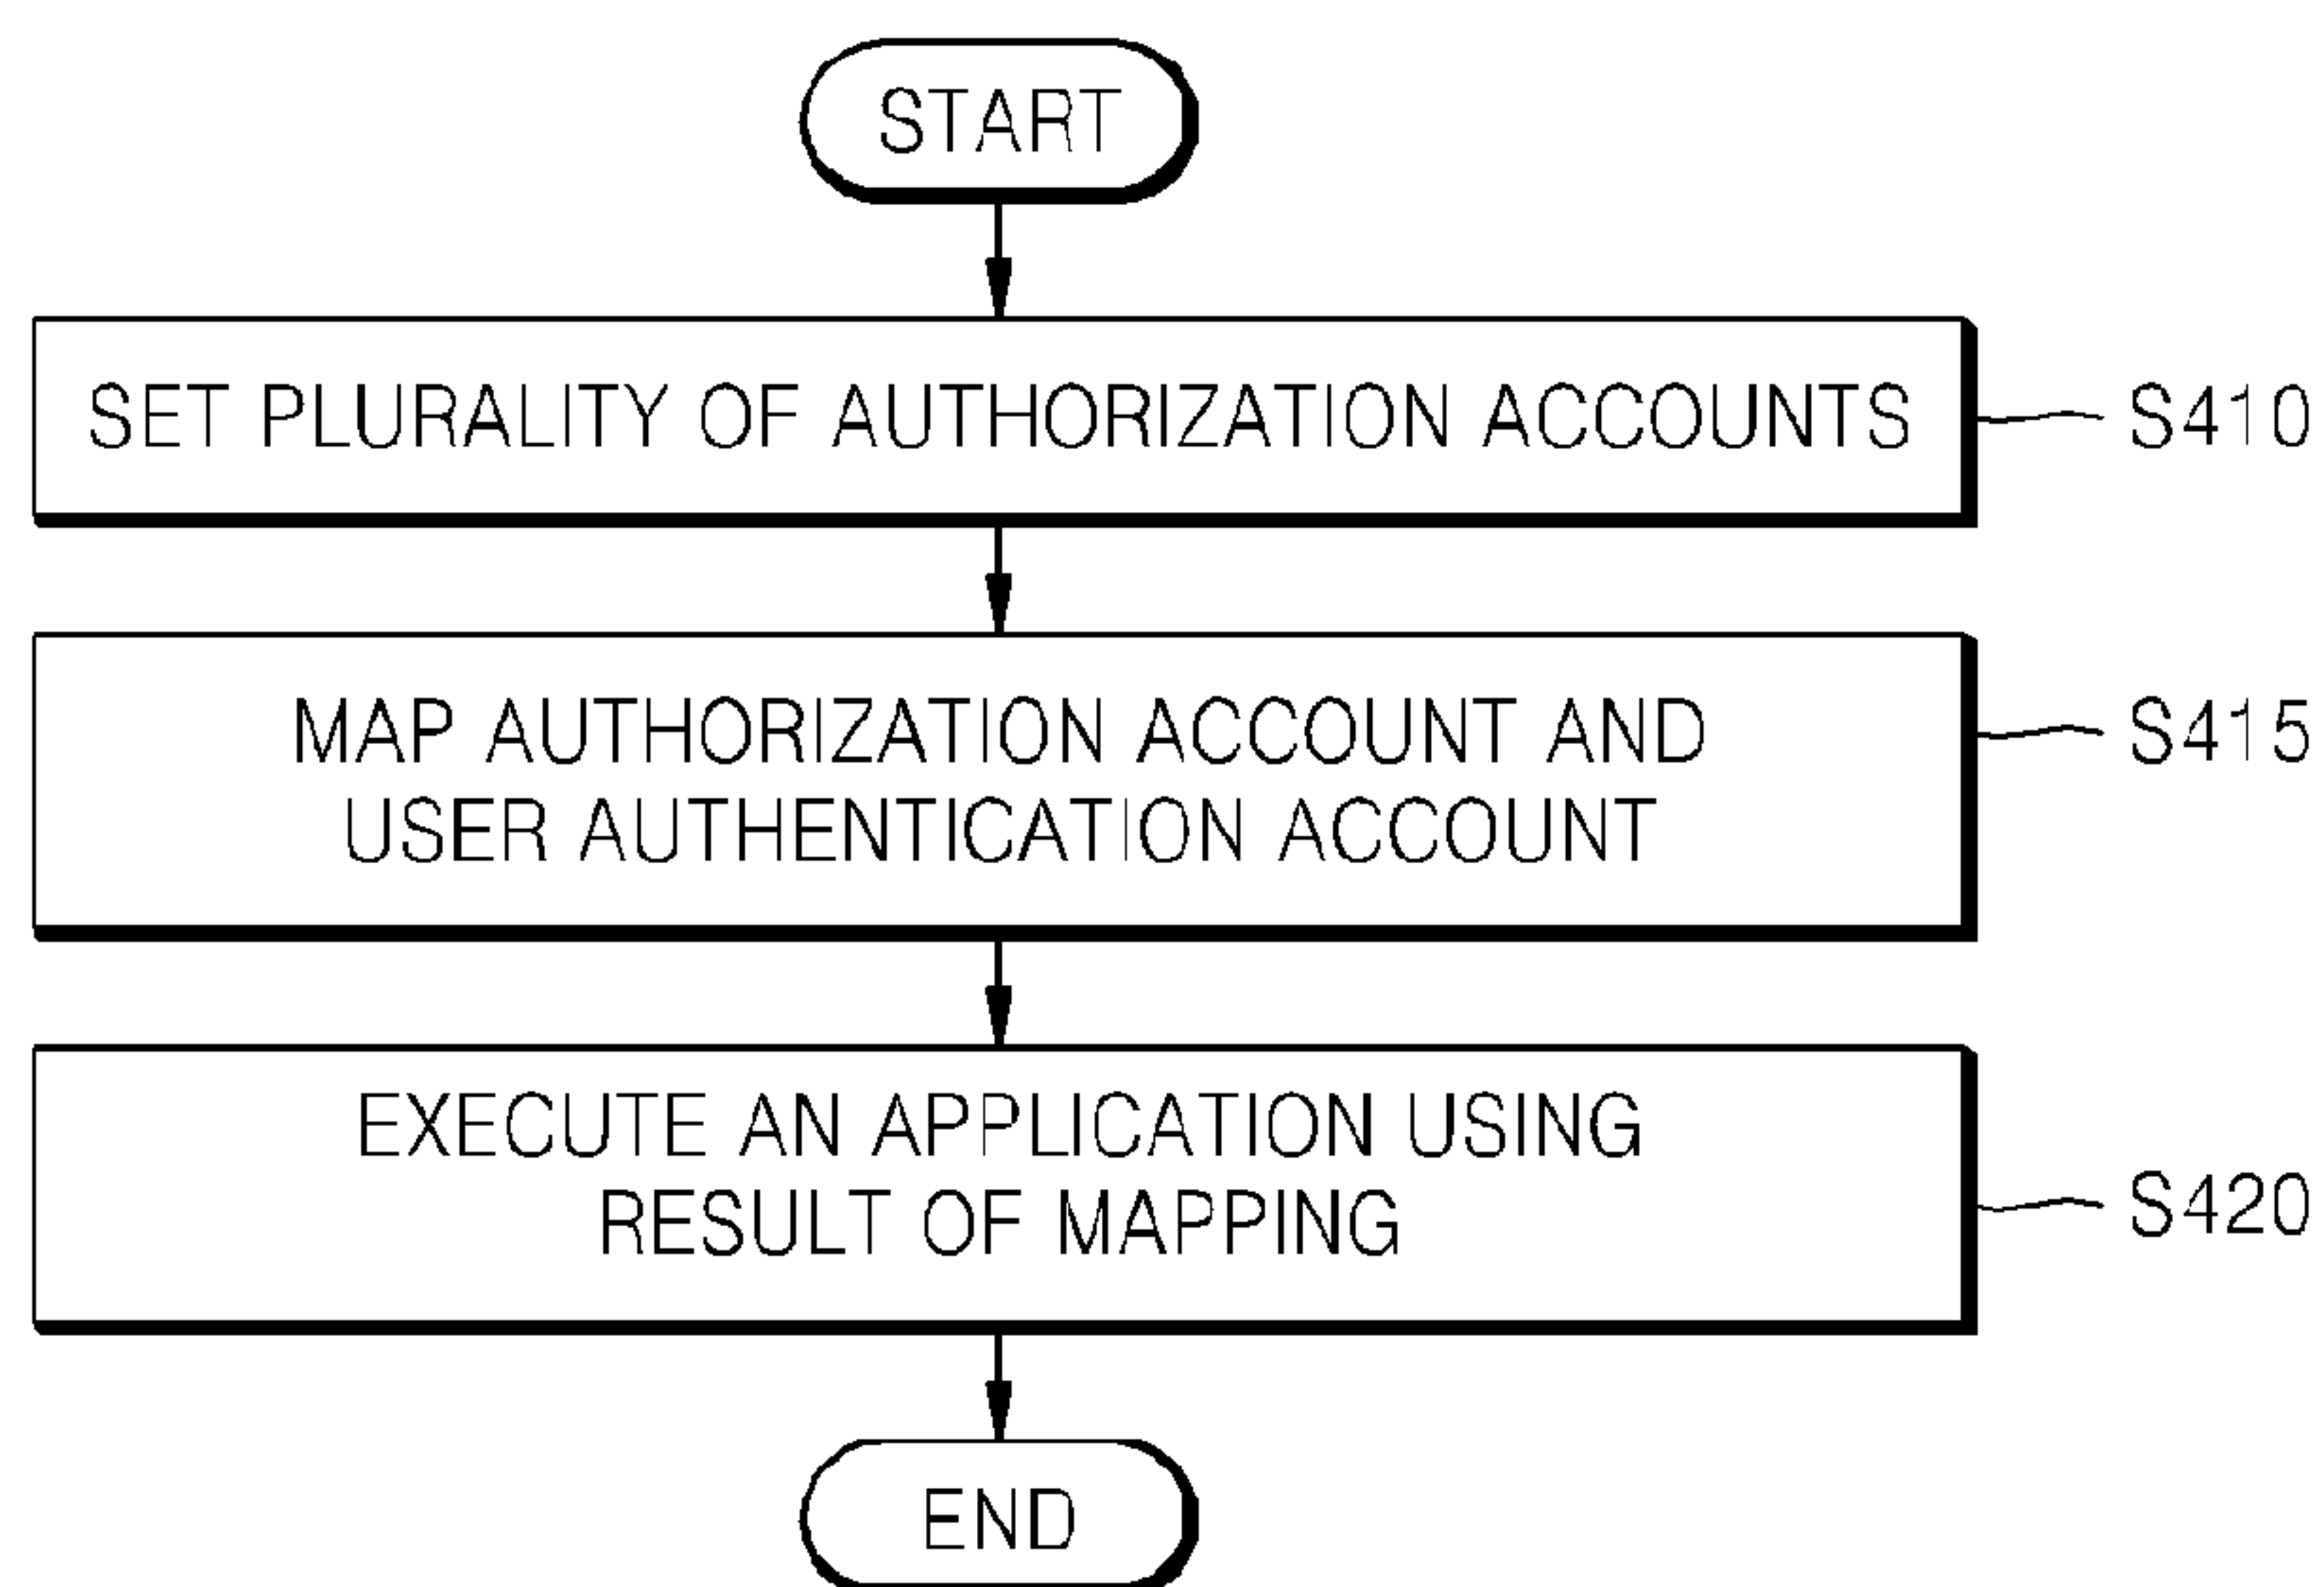 START
SET PLURALITY OF AUTHORIZATION ACCOUNTS
S410
MAP AUTHORIZATION ACCOUNT AND
USER AUTHENTICATION ACCOUNT
S415
EXECUTE AN APPLICATION USING
RESULT OF MAPPING
S420
END